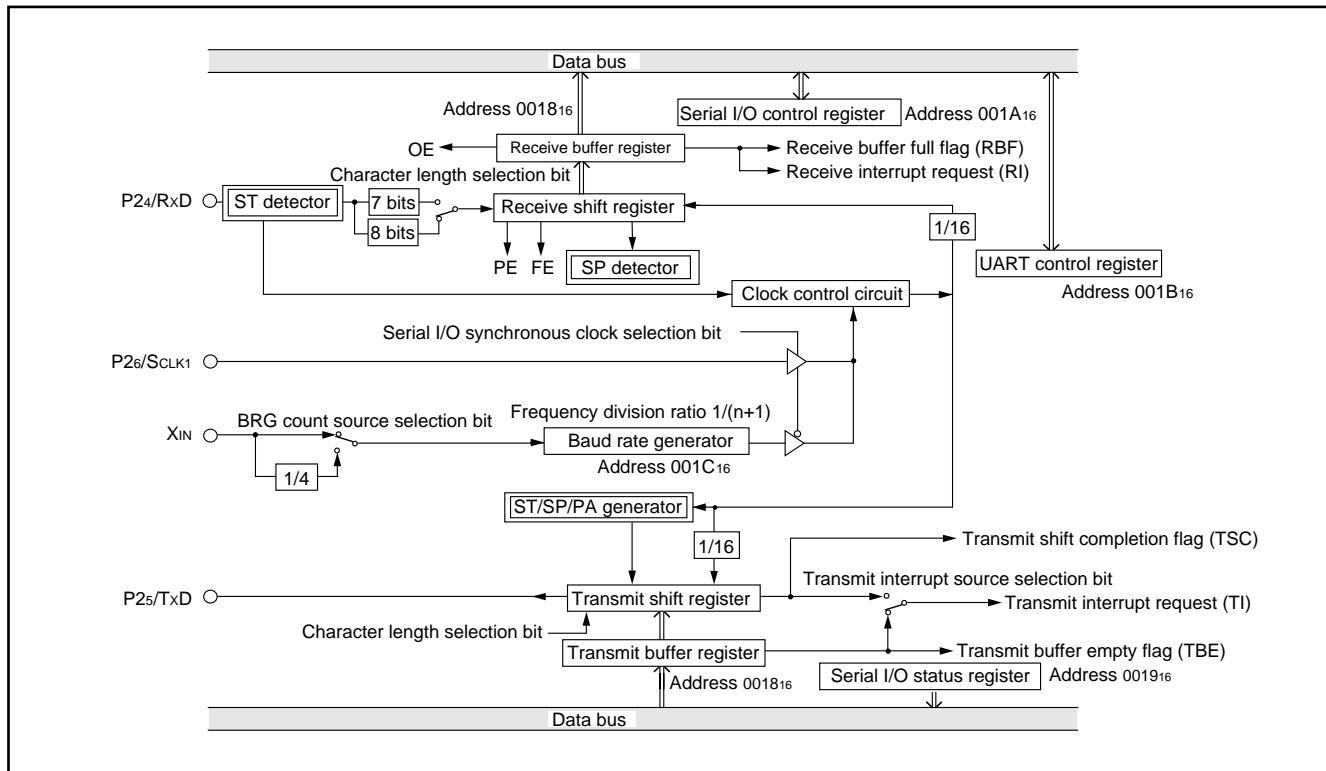 Data bus
Address 001816
Serial I/O control register
Address 001A16
OE
Receive buffer register
Receive buffer full flag (RBF)
Receive interrupt request (RI)
Character length selection bit
P24/RXD
ST detector
7 bits
8 bits
Receive shift register
1/16
PE
FE
SP detector
UART control register
Address 001B16
Clock control circuit
Serial I/O synchronous clock selection bit
P26/SCLK1
XIN
BRG count source selection bit
Frequency division ratio 1/(n+1)
Baud rate generator
Address 001C16
1/4
ST/SP/PA generator
1/16
Transmit shift completion flag (TSC)
Transmit interrupt source selection bit
P25/TXD
Transmit shift register
Transmit interrupt request (TI)
Character length selection bit
Transmit buffer register
Transmit buffer empty flag (TBE)
Address 001816
Serial I/O status register
Address 001916
Data bus